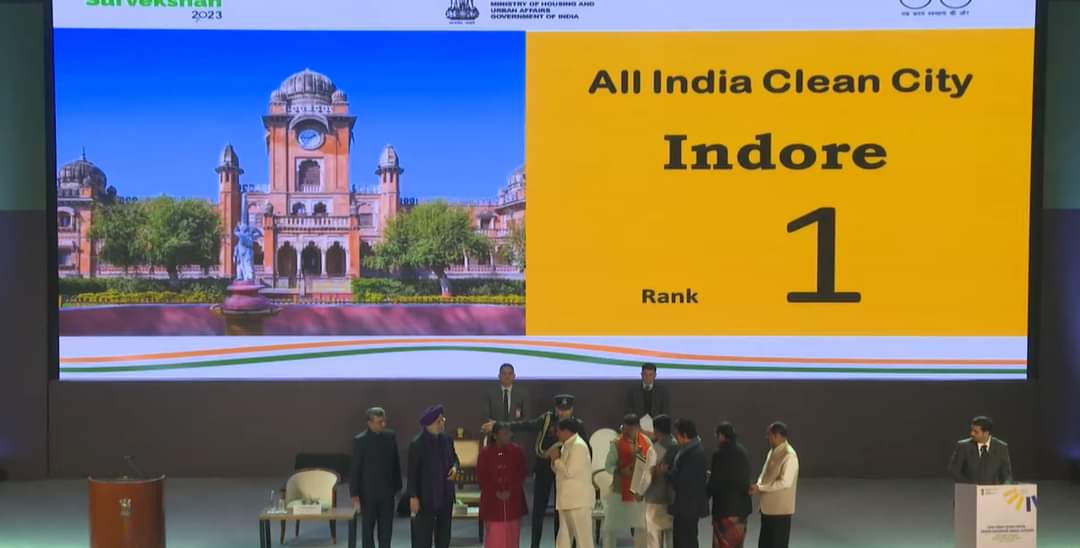 Survekshan
2023
MINISTRY OF HOUSING AND
URBAN AFFAIRS
GOVERNMENT OF INDIA
All India Clean City
Indore
Rank 1